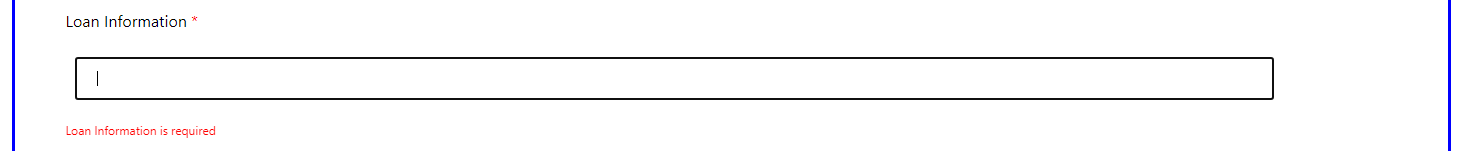 Loan Information *
Loan Information is required